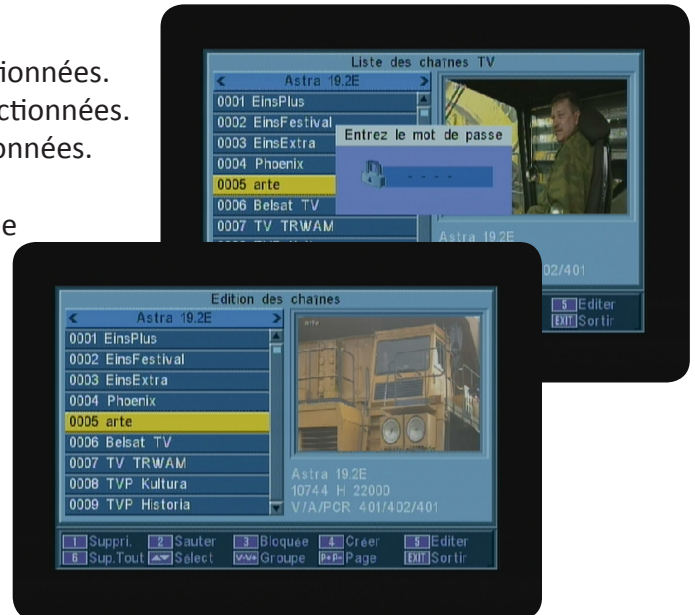 tionnées.
ctionnées.
onnées.
e
Liste des chaînes TV
Astra 19.2E
0001 EinsPlus
0002 EinsFestival
0003 EinsExtra
0004 Phoenix
0005 arte
0006 Belsat TV
0007 TV TRWAM
Entrez le mot de passe
- - - -
Astra 19.2E
02/401
5 Editer
EXIT Sortir
Edition des chaînes
Astra 19.2E
0001 EinsPlus
0002 EinsFestival
0003 EinsExtra
0004 Phoenix
0005 arte
0006 Belsat TV
0007 TV TRWAM
0008 TVP Kultura
0009 TVP Historia
arte
Astra 19.2E
10744 H 22000
V/A/PCR 401/402/401
1 Suppri. 2 Sauter 3 Bloquée 4 Créer 5 Editer
6 Sup.Tout Sélect V-V+ Groupe P+P- Page EXIT Sortir